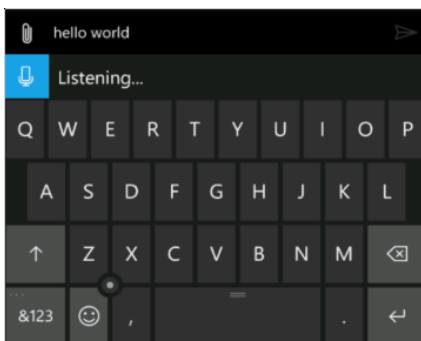 hello world
Listening...
Q W E R T Y U I O P
A S D F G H J K L
Z X C V B N M
&123 , .